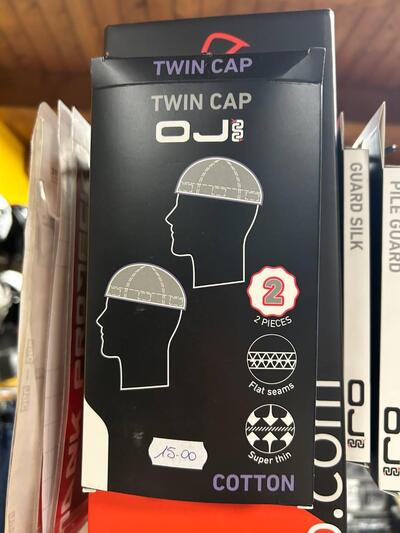 TWIN CAP
TWIN CAP
OJ
2
2 PIECES
Flat seams
Super thin
15-00
COTTON
GUARD SILK
OJ
PILE GUARD
OJ
.com